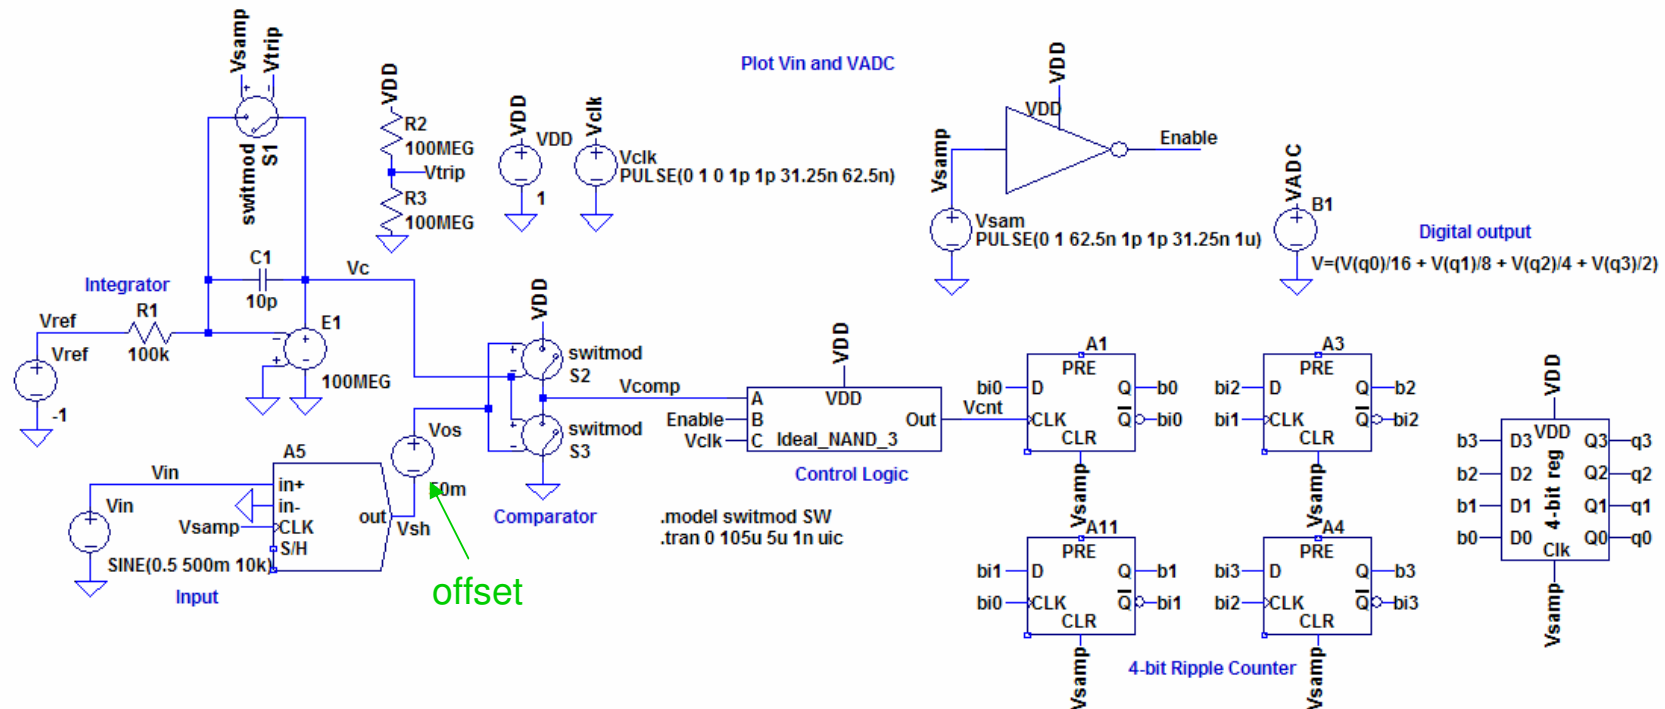 Vsamp
Vtrip
switmod
S1
C1
10p
Integrator
R1
100k
Vref
Vref
-1
E1
100MEG
Vc
VDD
R2
100MEG
Vtrip
R3
100MEG
VDD
VDD
1
Vclk
Vclk
PULSE(0 1 0 1p 1p 31.25n 62.5n)
Plot Vin and VADC
VDD
VDD
Enable
Vsamp
Vsam
PULSE(0 1 62.5n 1p 1p 31.25n 1u)
VADC
B1
Digital output
V=(V(q0)/16 + V(q1)/8 + V(q2)/4 + V(q3)/2)
VDD
switmod
S2
Vcomp
switmod
S3
Vos
50m
Comparator
offset
A5
in+
in-
CLK
S/H
out
Vsh
Vin
Vin
Vsamp
SINE(0.5 500m 10k)
Input
.model switmod SW
.tran 0 105u 5u 1n uic
VDD
A
VDD
Enable
B
Out
Vclk
C
Ideal_NAND_3
Control Logic
Vcnt
A1
PRE
bi0
D
Q
b0
CLK
Q
bi0
CLR
Vsamp
A3
PRE
bi2
D
Q
b2
bi1
CLK
Q
bi2
CLR
Vsamp
A11
PRE
bi1
D
Q
b1
bi0
CLK
Q
bi1
CLR
Vsamp
A4
PRE
bi3
D
Q
b3
bi2
CLK
Q
bi3
CLR
Vsamp
4-bit Ripple Counter
VDD
VDD
b3
D3
Q3
q3
b2
D2
Q2
q2
b1
D1
Q1
q1
b0
D0
Q0
q0
4-bit reg
Clk
Vsamp